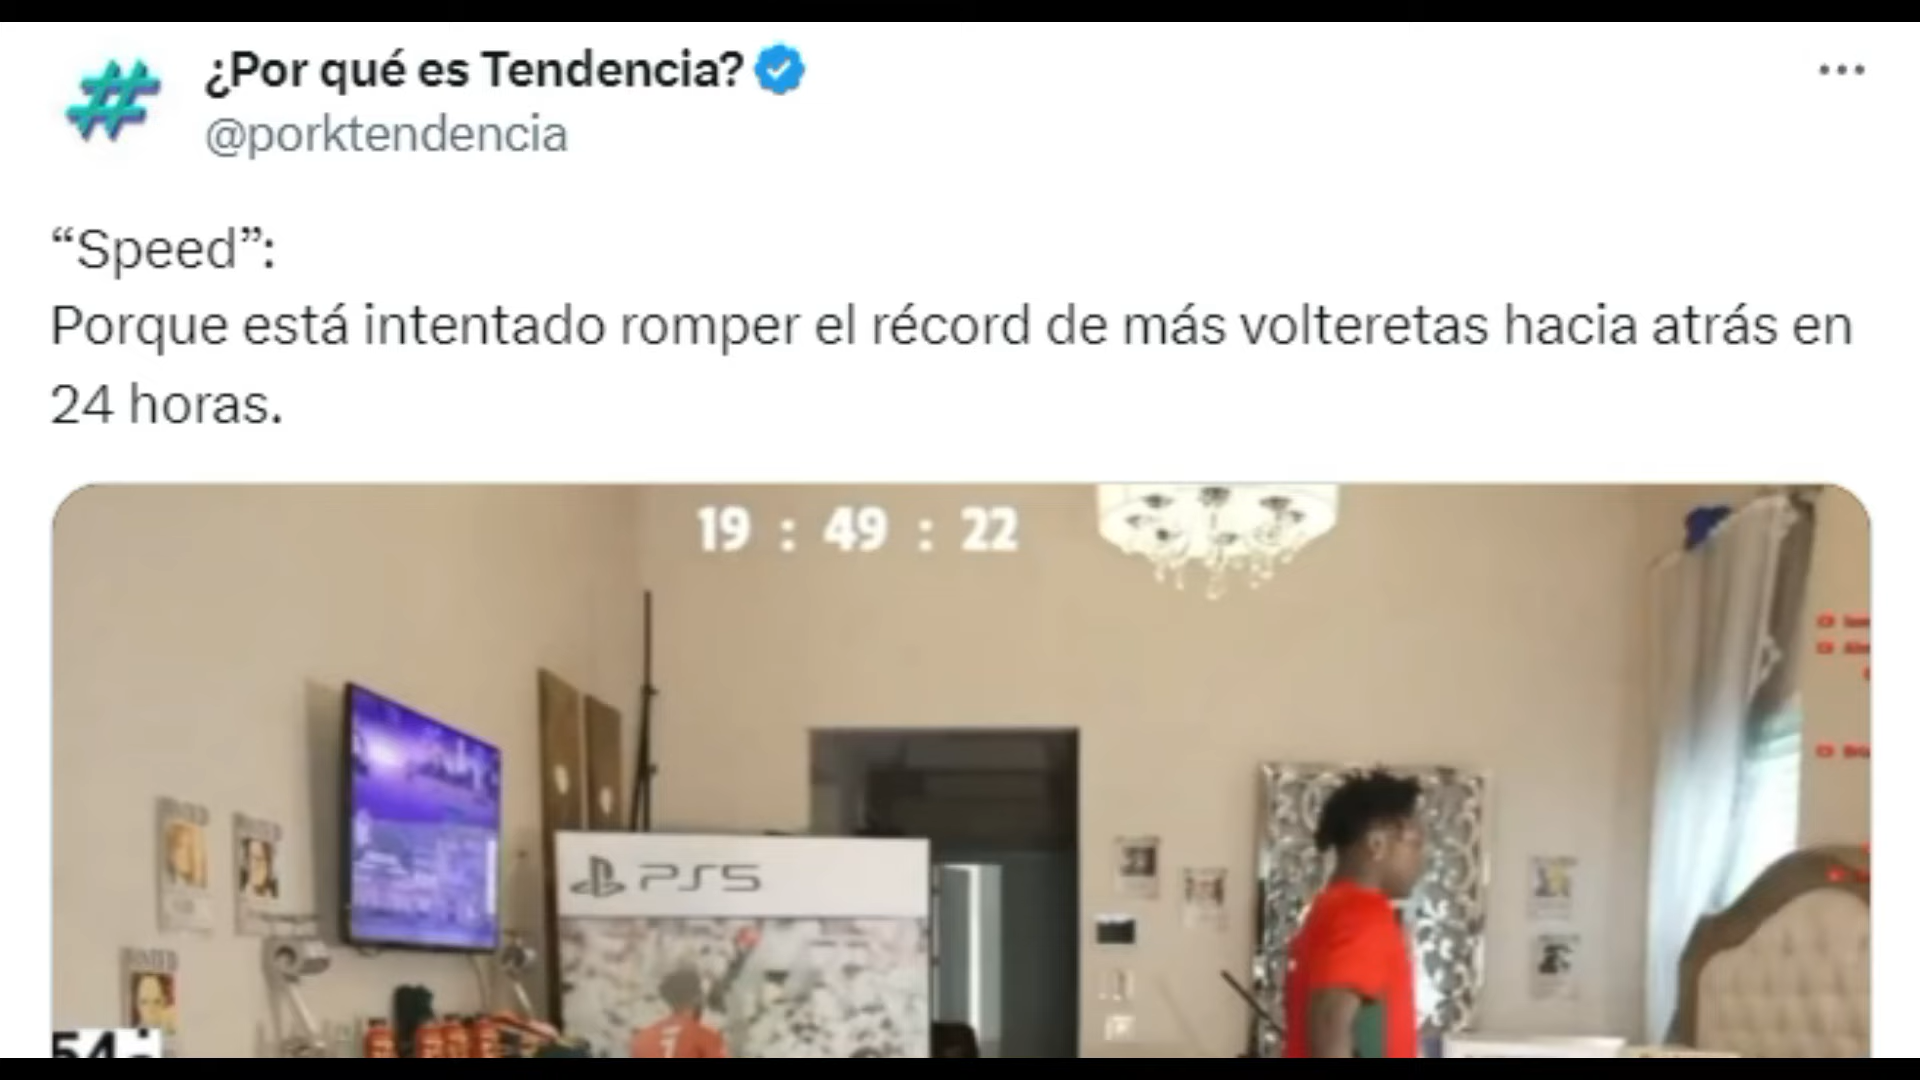 ¿Por qué es Tendencia?
@porktendencia
“Speed”:
Porque está intentado romper el récord de más volteretas hacia atrás en
24 horas.
19 : 49 : 22
PS5
54